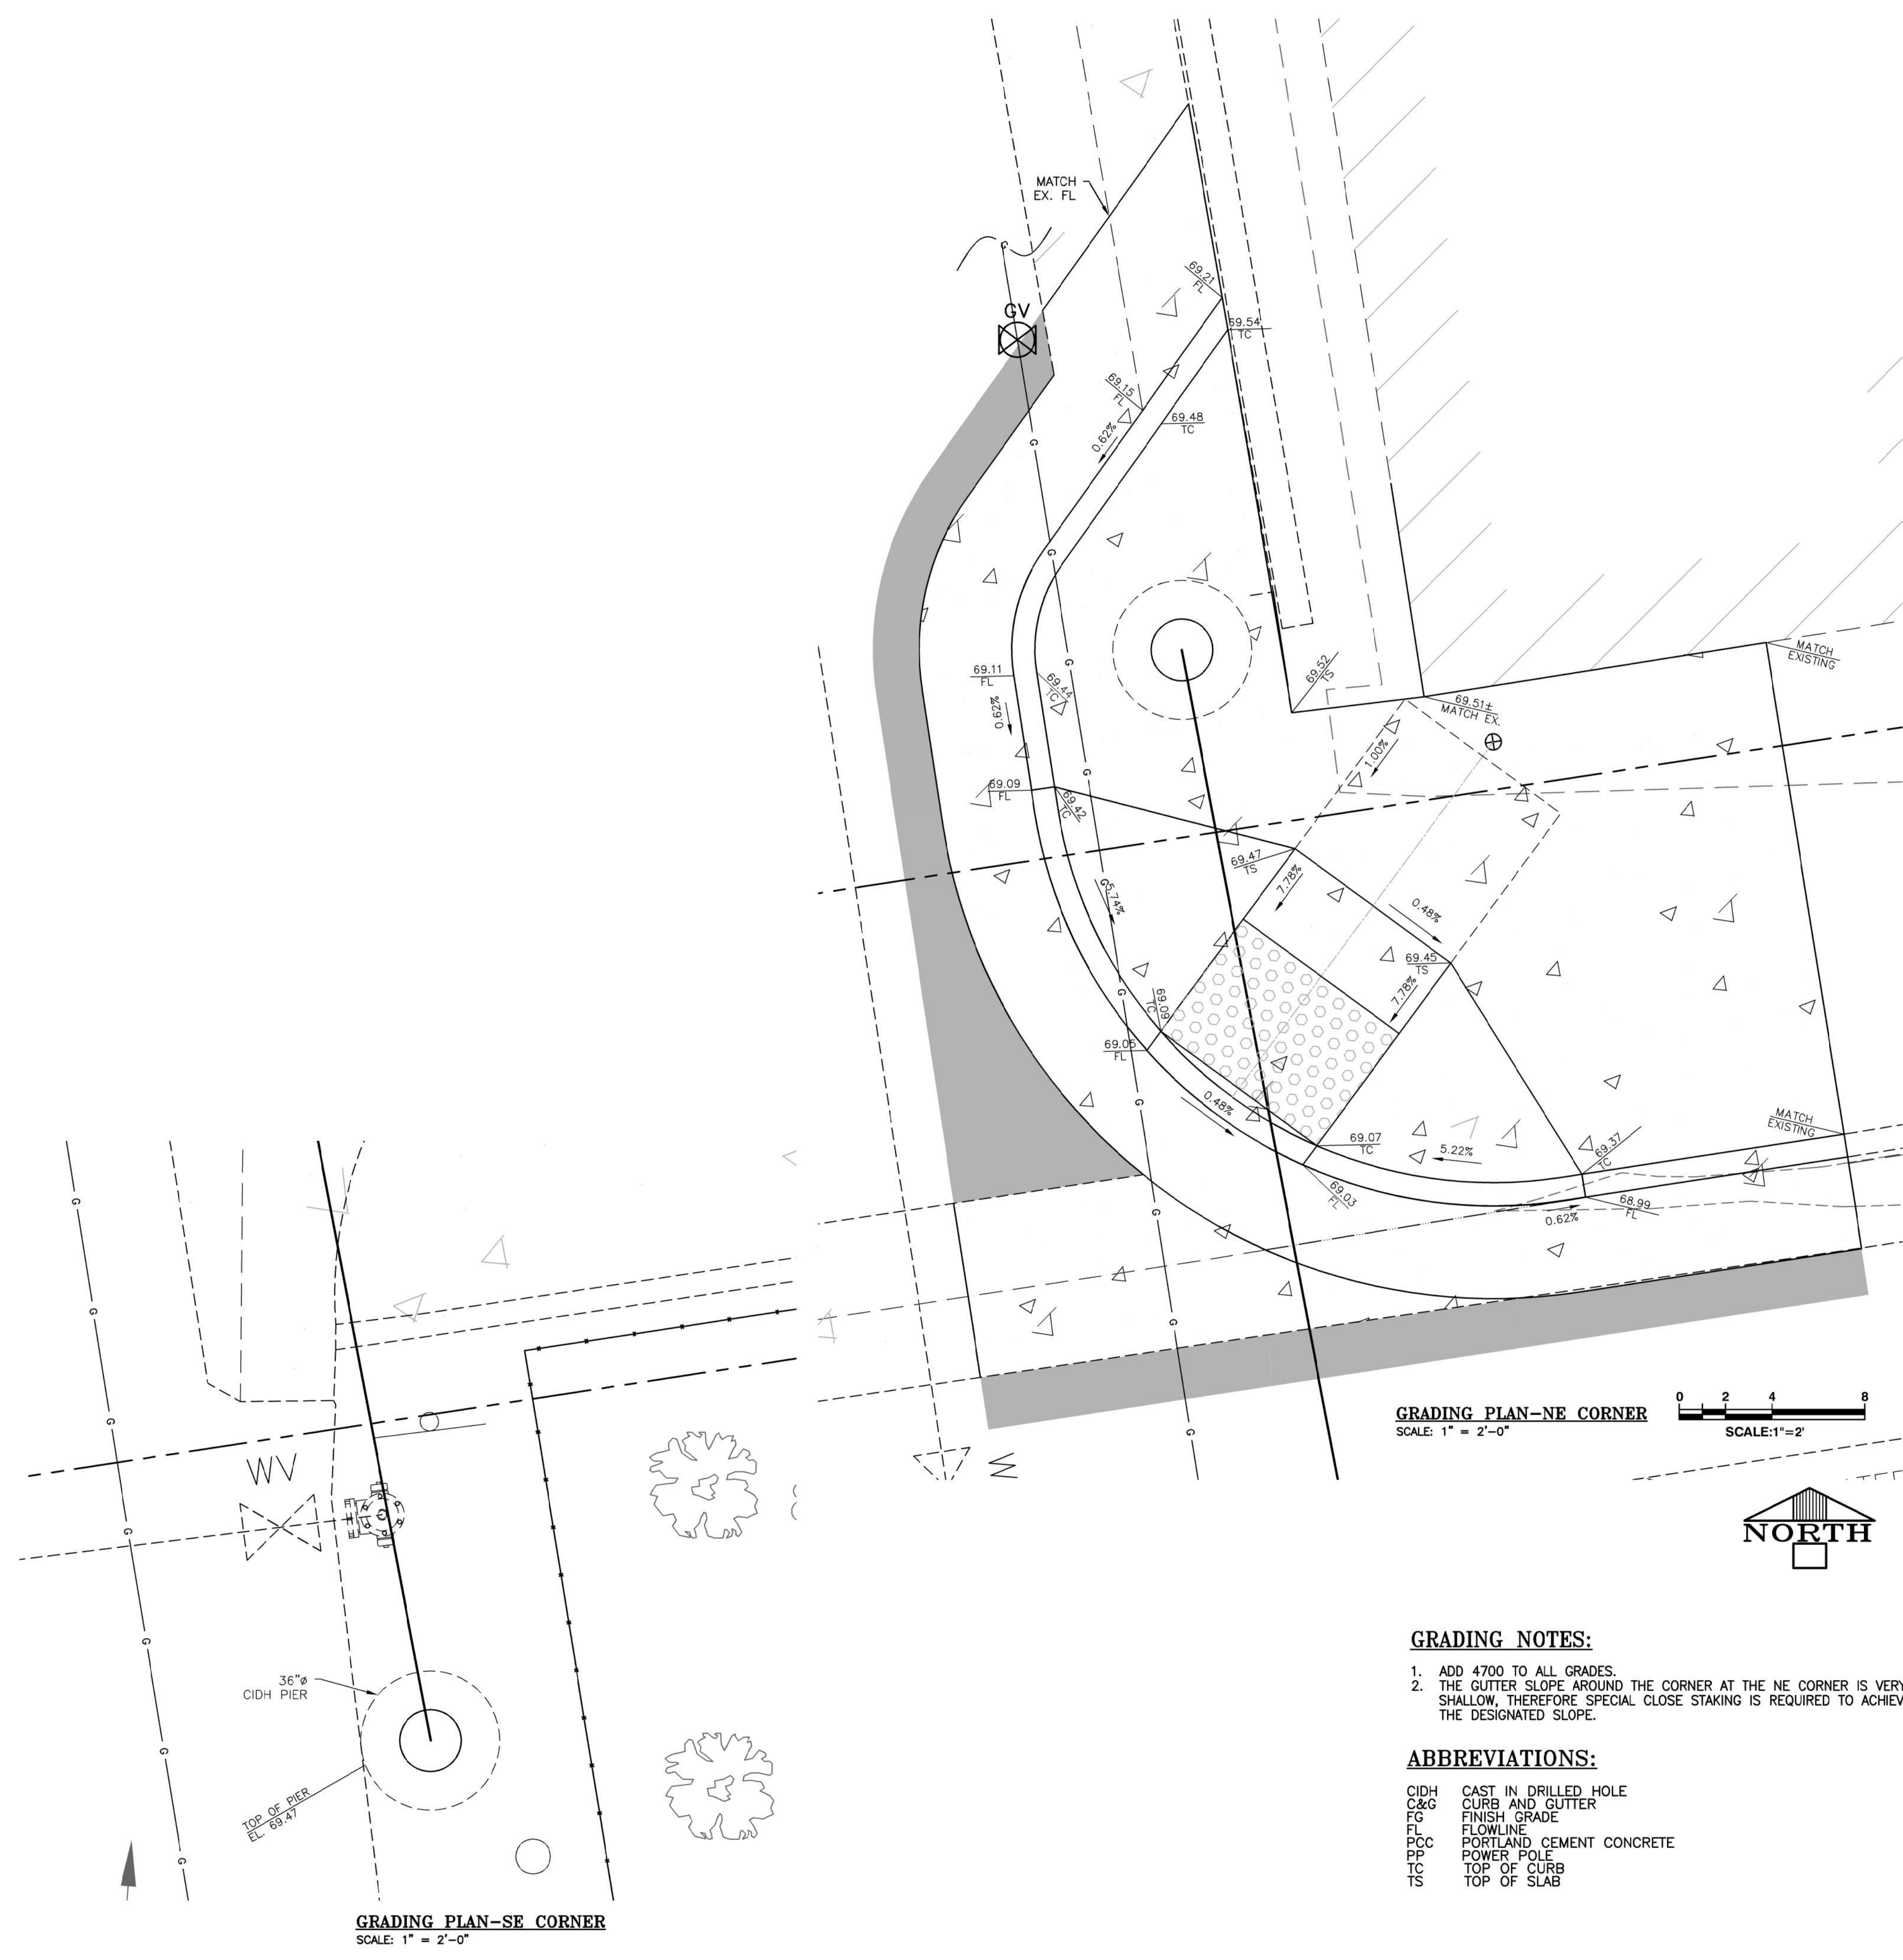 MATCH
EX. FL
G
GV
69.21
FL
69.54
TC
69.15
FL
69.48
TC
0.62%
G
G
69.11
FL
69.44
TC
G
0.62%
69.52
TS
69.51±
MATCH EX.
MATCH
EXISTING
1.00%
G
69.09
FL
69.42
TC
69.47
TS
7.78%
0.48%
G
5.74%
69.45
TS
7.78%
G
69.09
TC
69.05
FL
G
0.48%
69.07
TC
5.22%
69.37
TC
MATCH
EXISTING
69.03
FL
68.99
FL
0.62%
G
G
G
GRADING PLAN-NE CORNER
SCALE: 1" = 2'-0"
0 2 4 8
SCALE:1"=2'
NORTH
G
G
G
WV
G
G
G
G
36"ø
CIDH PIER
TOP OF PIER
EL. 69.47
GRADING PLAN-SE CORNER
SCALE: 1" = 2'-0"
GRADING NOTES:
1. ADD 4700 TO ALL GRADES.
2. THE GUTTER SLOPE AROUND THE CORNER AT THE NE CORNER IS VERY
SHALLOW, THEREFORE SPECIAL CLOSE STAKING IS REQUIRED TO ACHIEV
THE DESIGNATED SLOPE.
ABBREVIATIONS:
CIDH CAST IN DRILLED HOLE
C&G CURB AND GUTTER
FG FINISH GRADE
FL FLOWLINE
PCC PORTLAND CEMENT CONCRETE
PP POWER POLE
TC TOP OF CURB
TS TOP OF SLAB